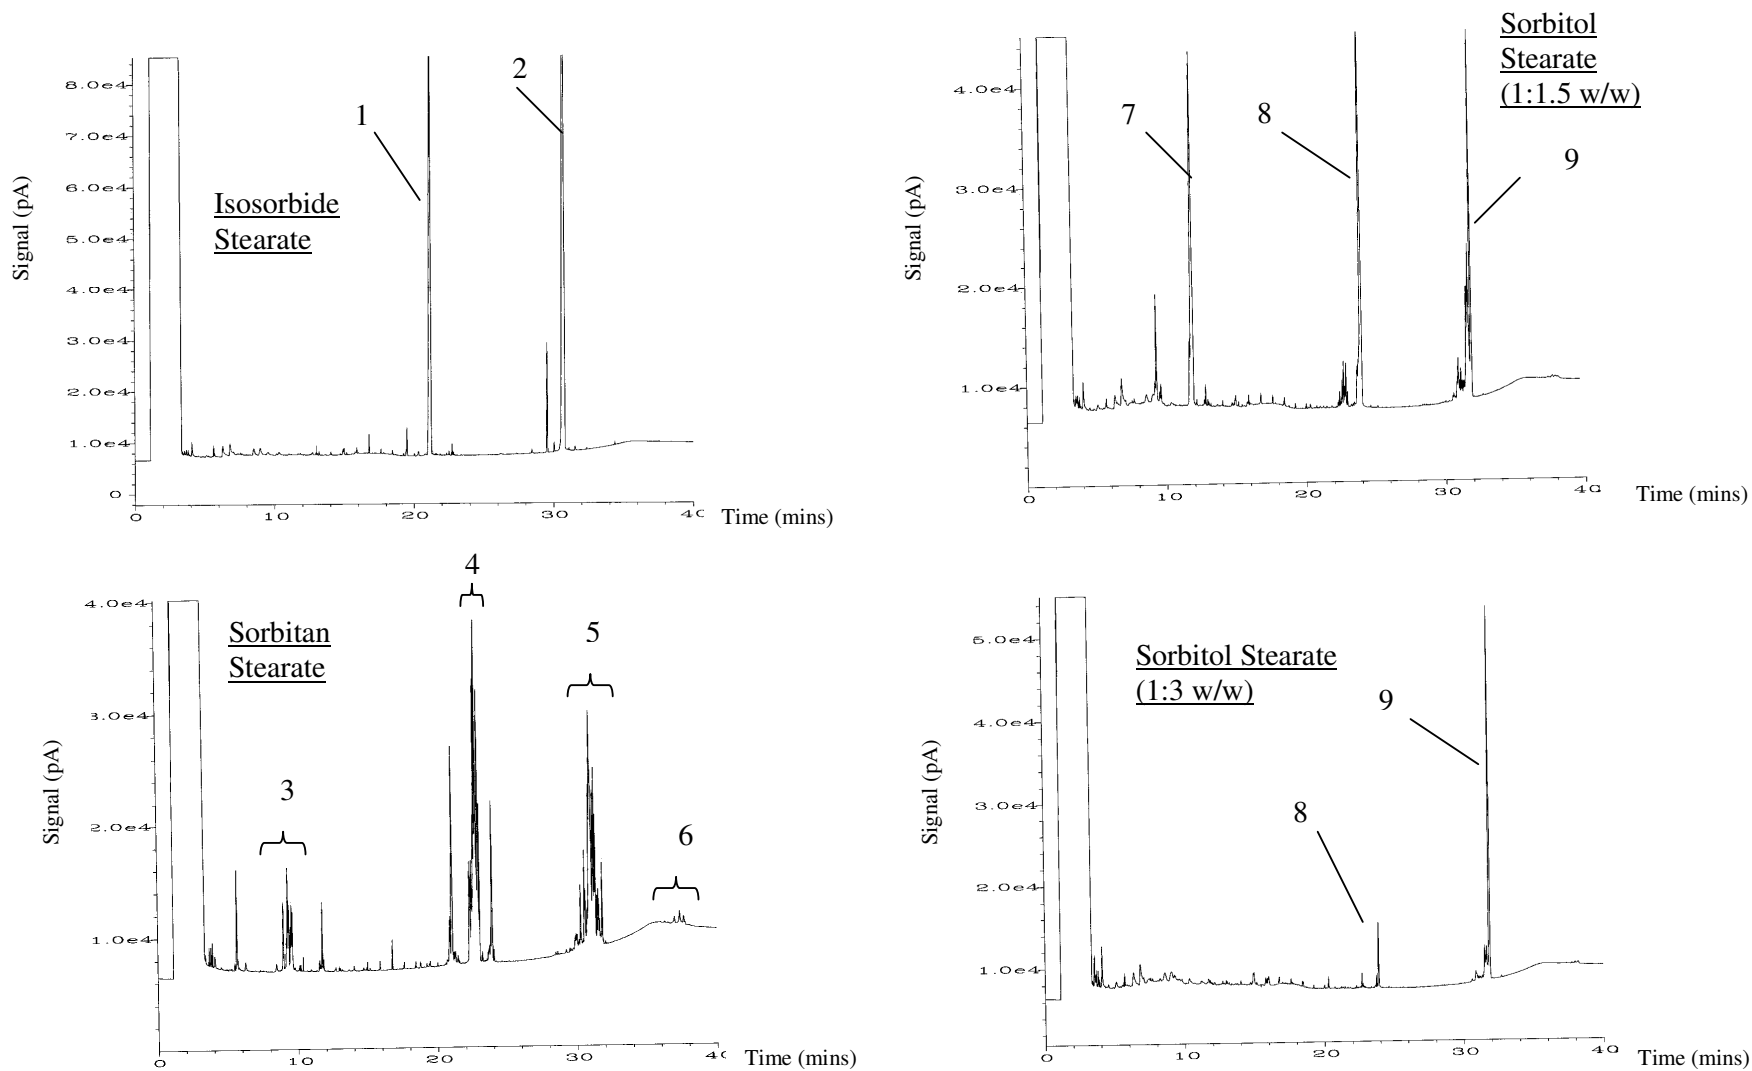 Isosorbide
Stearate
1
2
Signal (pA)
8.0e4
7.0e4
6.0e4
5.0e4
4.0e4
3.0e4
2.0e4
1.0e4
0
0 10 20 30 40
Time (mins)
Sorbitol
Stearate
(1:1.5 w/w)
7
8
9
Signal (pA)
4.0e4
3.0e4
2.0e4
1.0e4
0 10 20 30 40
Time (mins)
Sorbitan
Stearate
3
4
5
6
Signal (pA)
4.0e4
3.0e4
2.0e4
1.0e4
0 10 20 30 40
Time (mins)
Sorbitol Stearate
(1:3 w/w)
8
9
Signal (pA)
5.0e4
4.0e4
3.0e4
2.0e4
1.0e4
0 10 20 30 40
Time (mins)